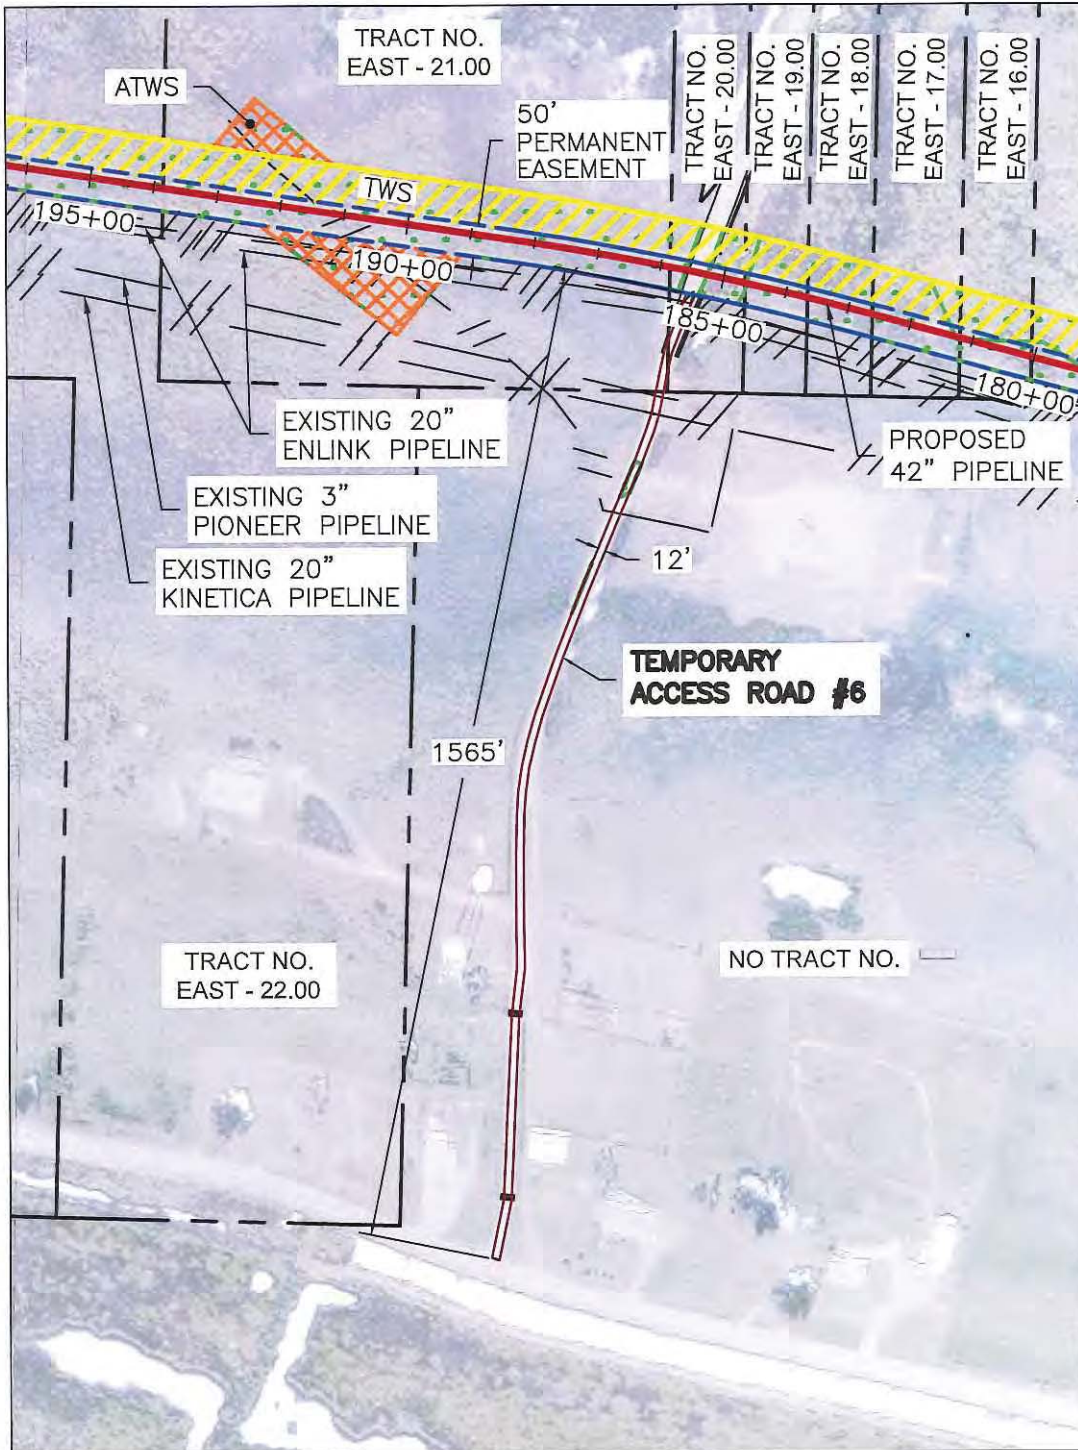 TRACT NO.
EAST - 21.00
ATWS
50'
PERMANENT
EASEMENT
TRACT NO.
EAST - 20.00
TRACT NO.
EAST - 19.00
TRACT NO.
EAST - 18.00
TRACT NO.
EAST - 17.00
TRACT NO.
EAST - 16.00
TWS
195+00
190+00
185+00
180+00
EXISTING 20"
ENLINK PIPELINE
PROPOSED
42" PIPELINE
EXISTING 3"
PIONEER PIPELINE
EXISTING 20"
KINETICA PIPELINE
12'
TEMPORARY
ACCESS ROAD #6
1565'
TRACT NO.
EAST - 22.00
NO TRACT NO.